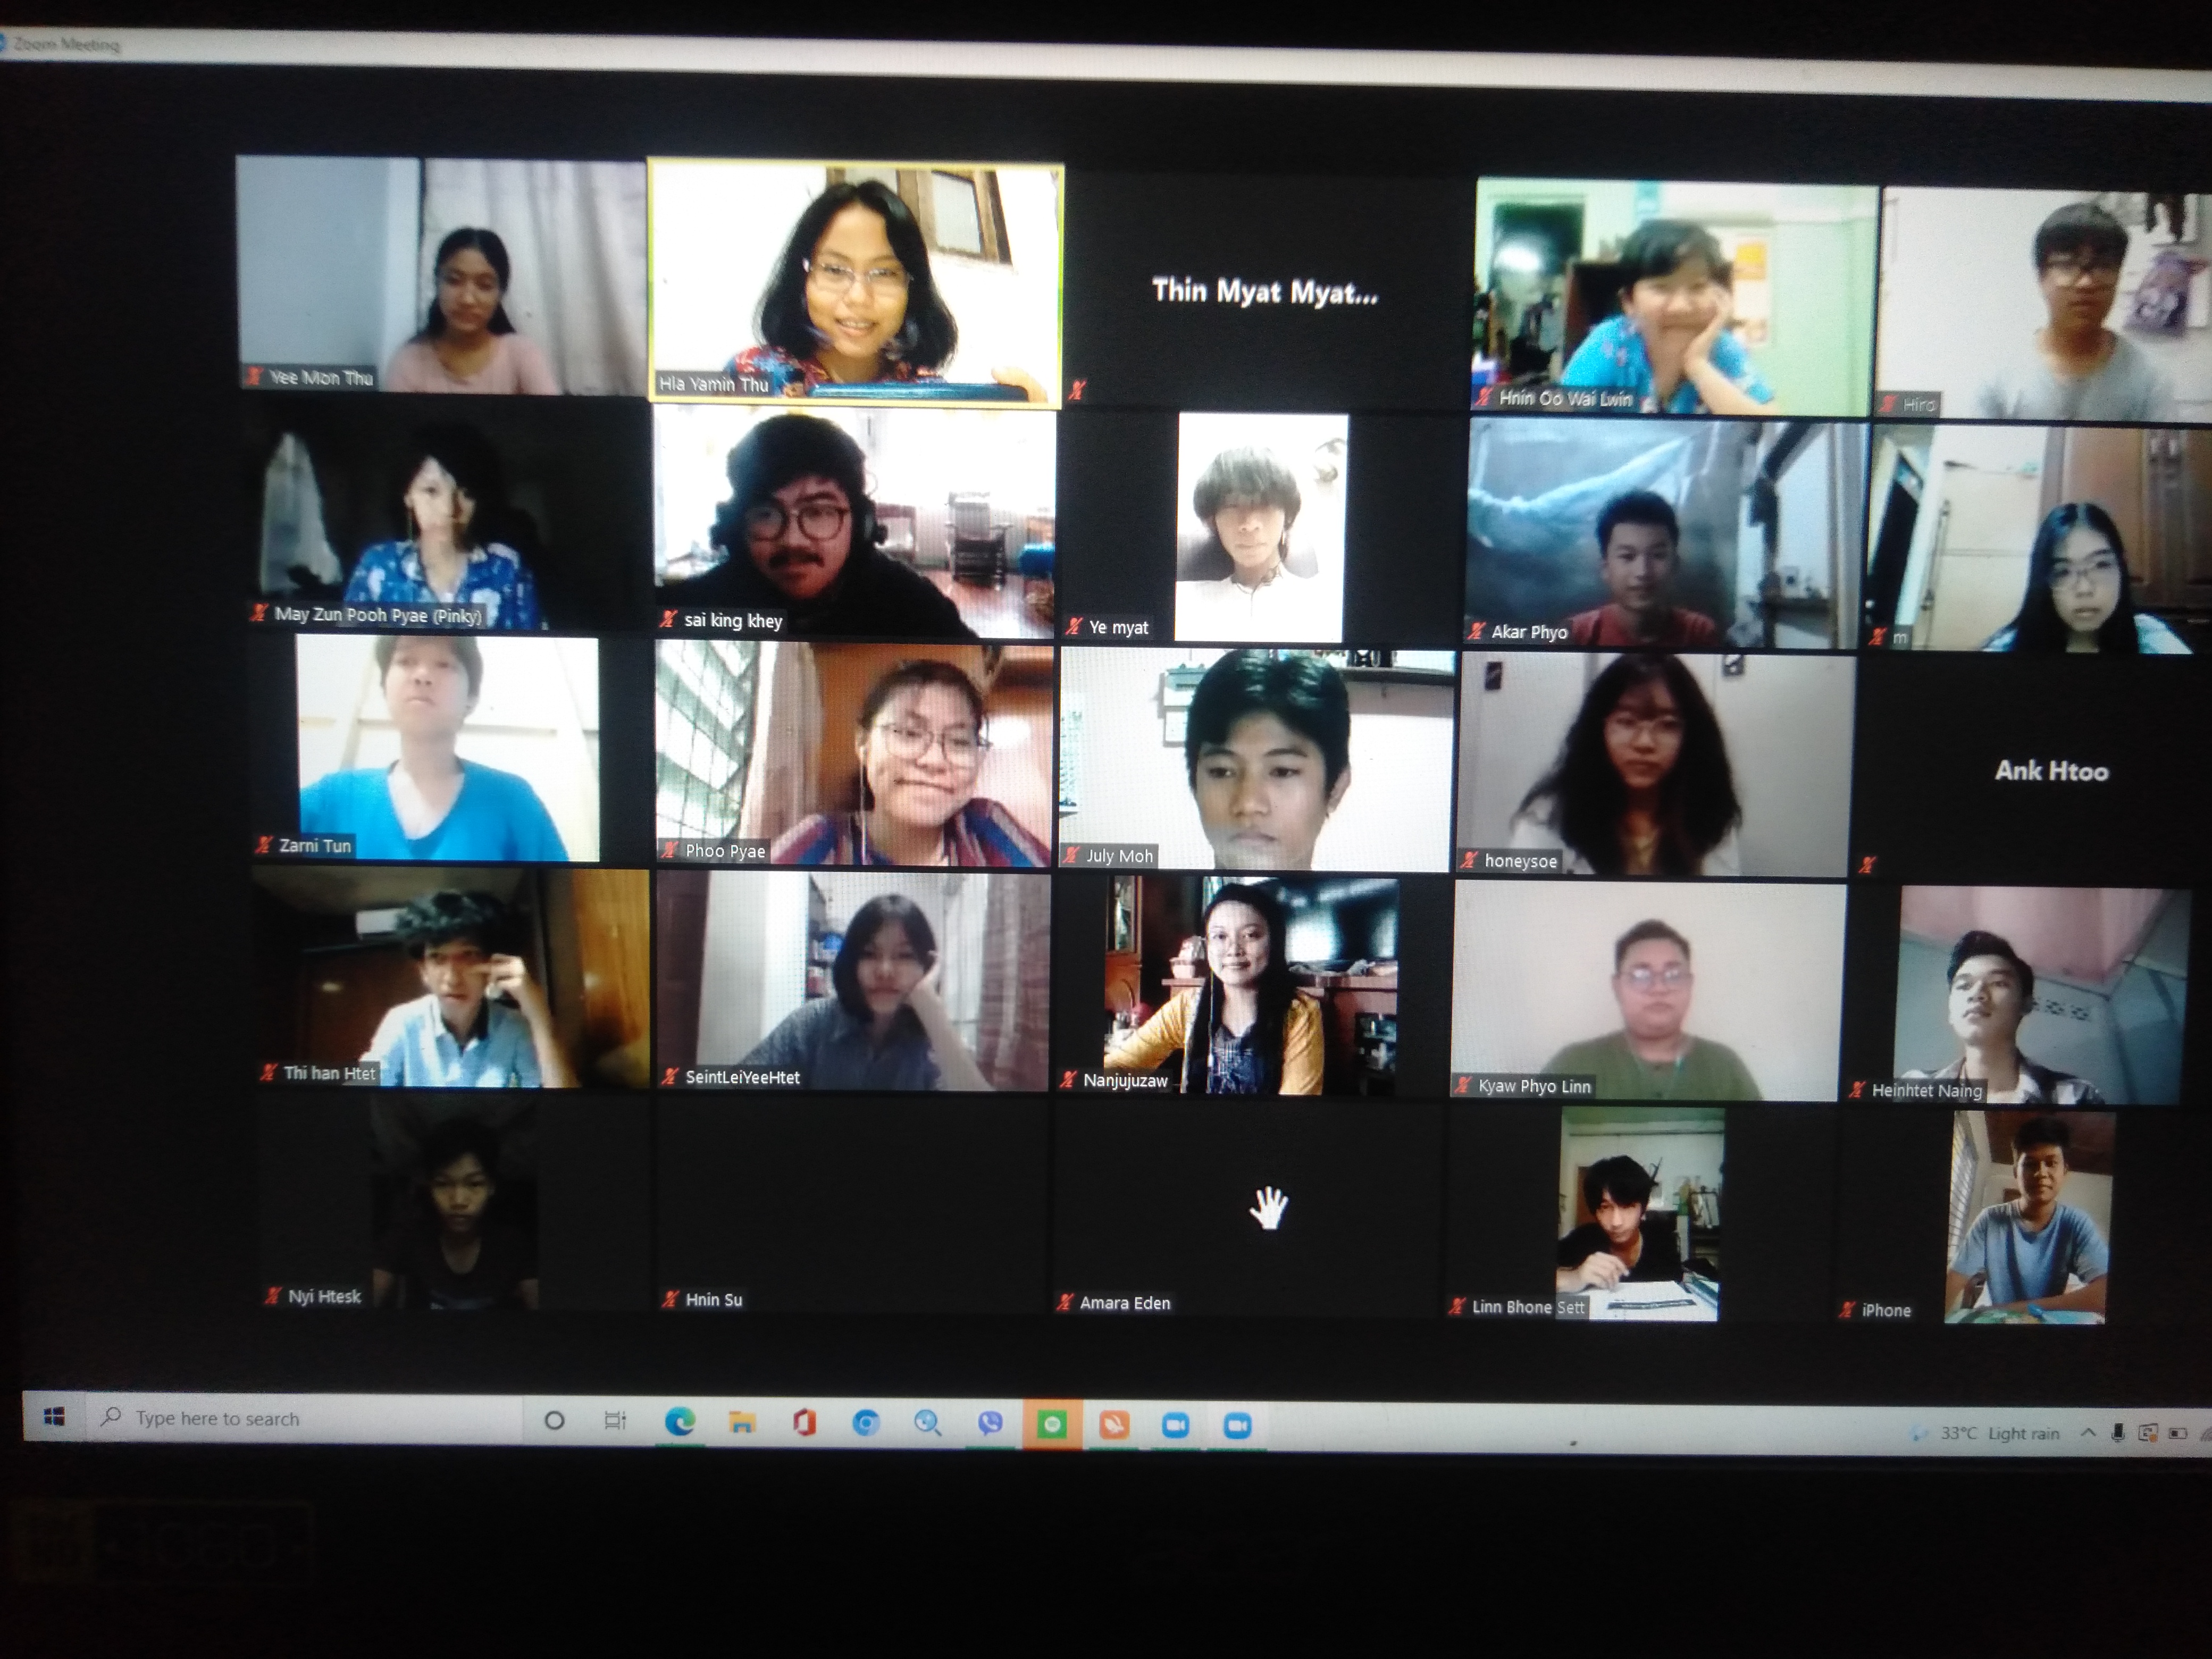 Zoom Meeting
Yee Mon Thu
Hla Yamin Thu
Thin Myat Myat...
Hnin Oo Wai Lwin
Hiro
May Zun Pooh Pyae (Pinky)
sai king khey
Ye myat
Akar Phyo
m
Zarni Tun
Phoo Pyae
July Moh
honeysoe
Ank Htoo
Thi han Htet
SeintLeiYeeHtet
Nanjujuzaw
Kyaw Phyo Linn
Heinhtet Naing
Nyi Htesk
Hnin Su
Amara Eden
Linn Bhone Sett
iPhone
Type here to search
33°C Light rain